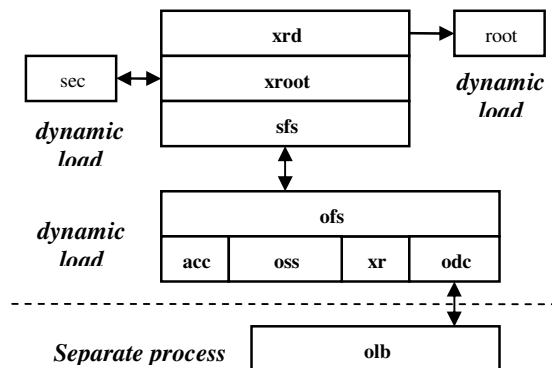 xrd
root
sec
xroot
dynamic
load
dynamic
load
sfs
ofs
dynamic
load
acc oss xr odc
Separate process
olb